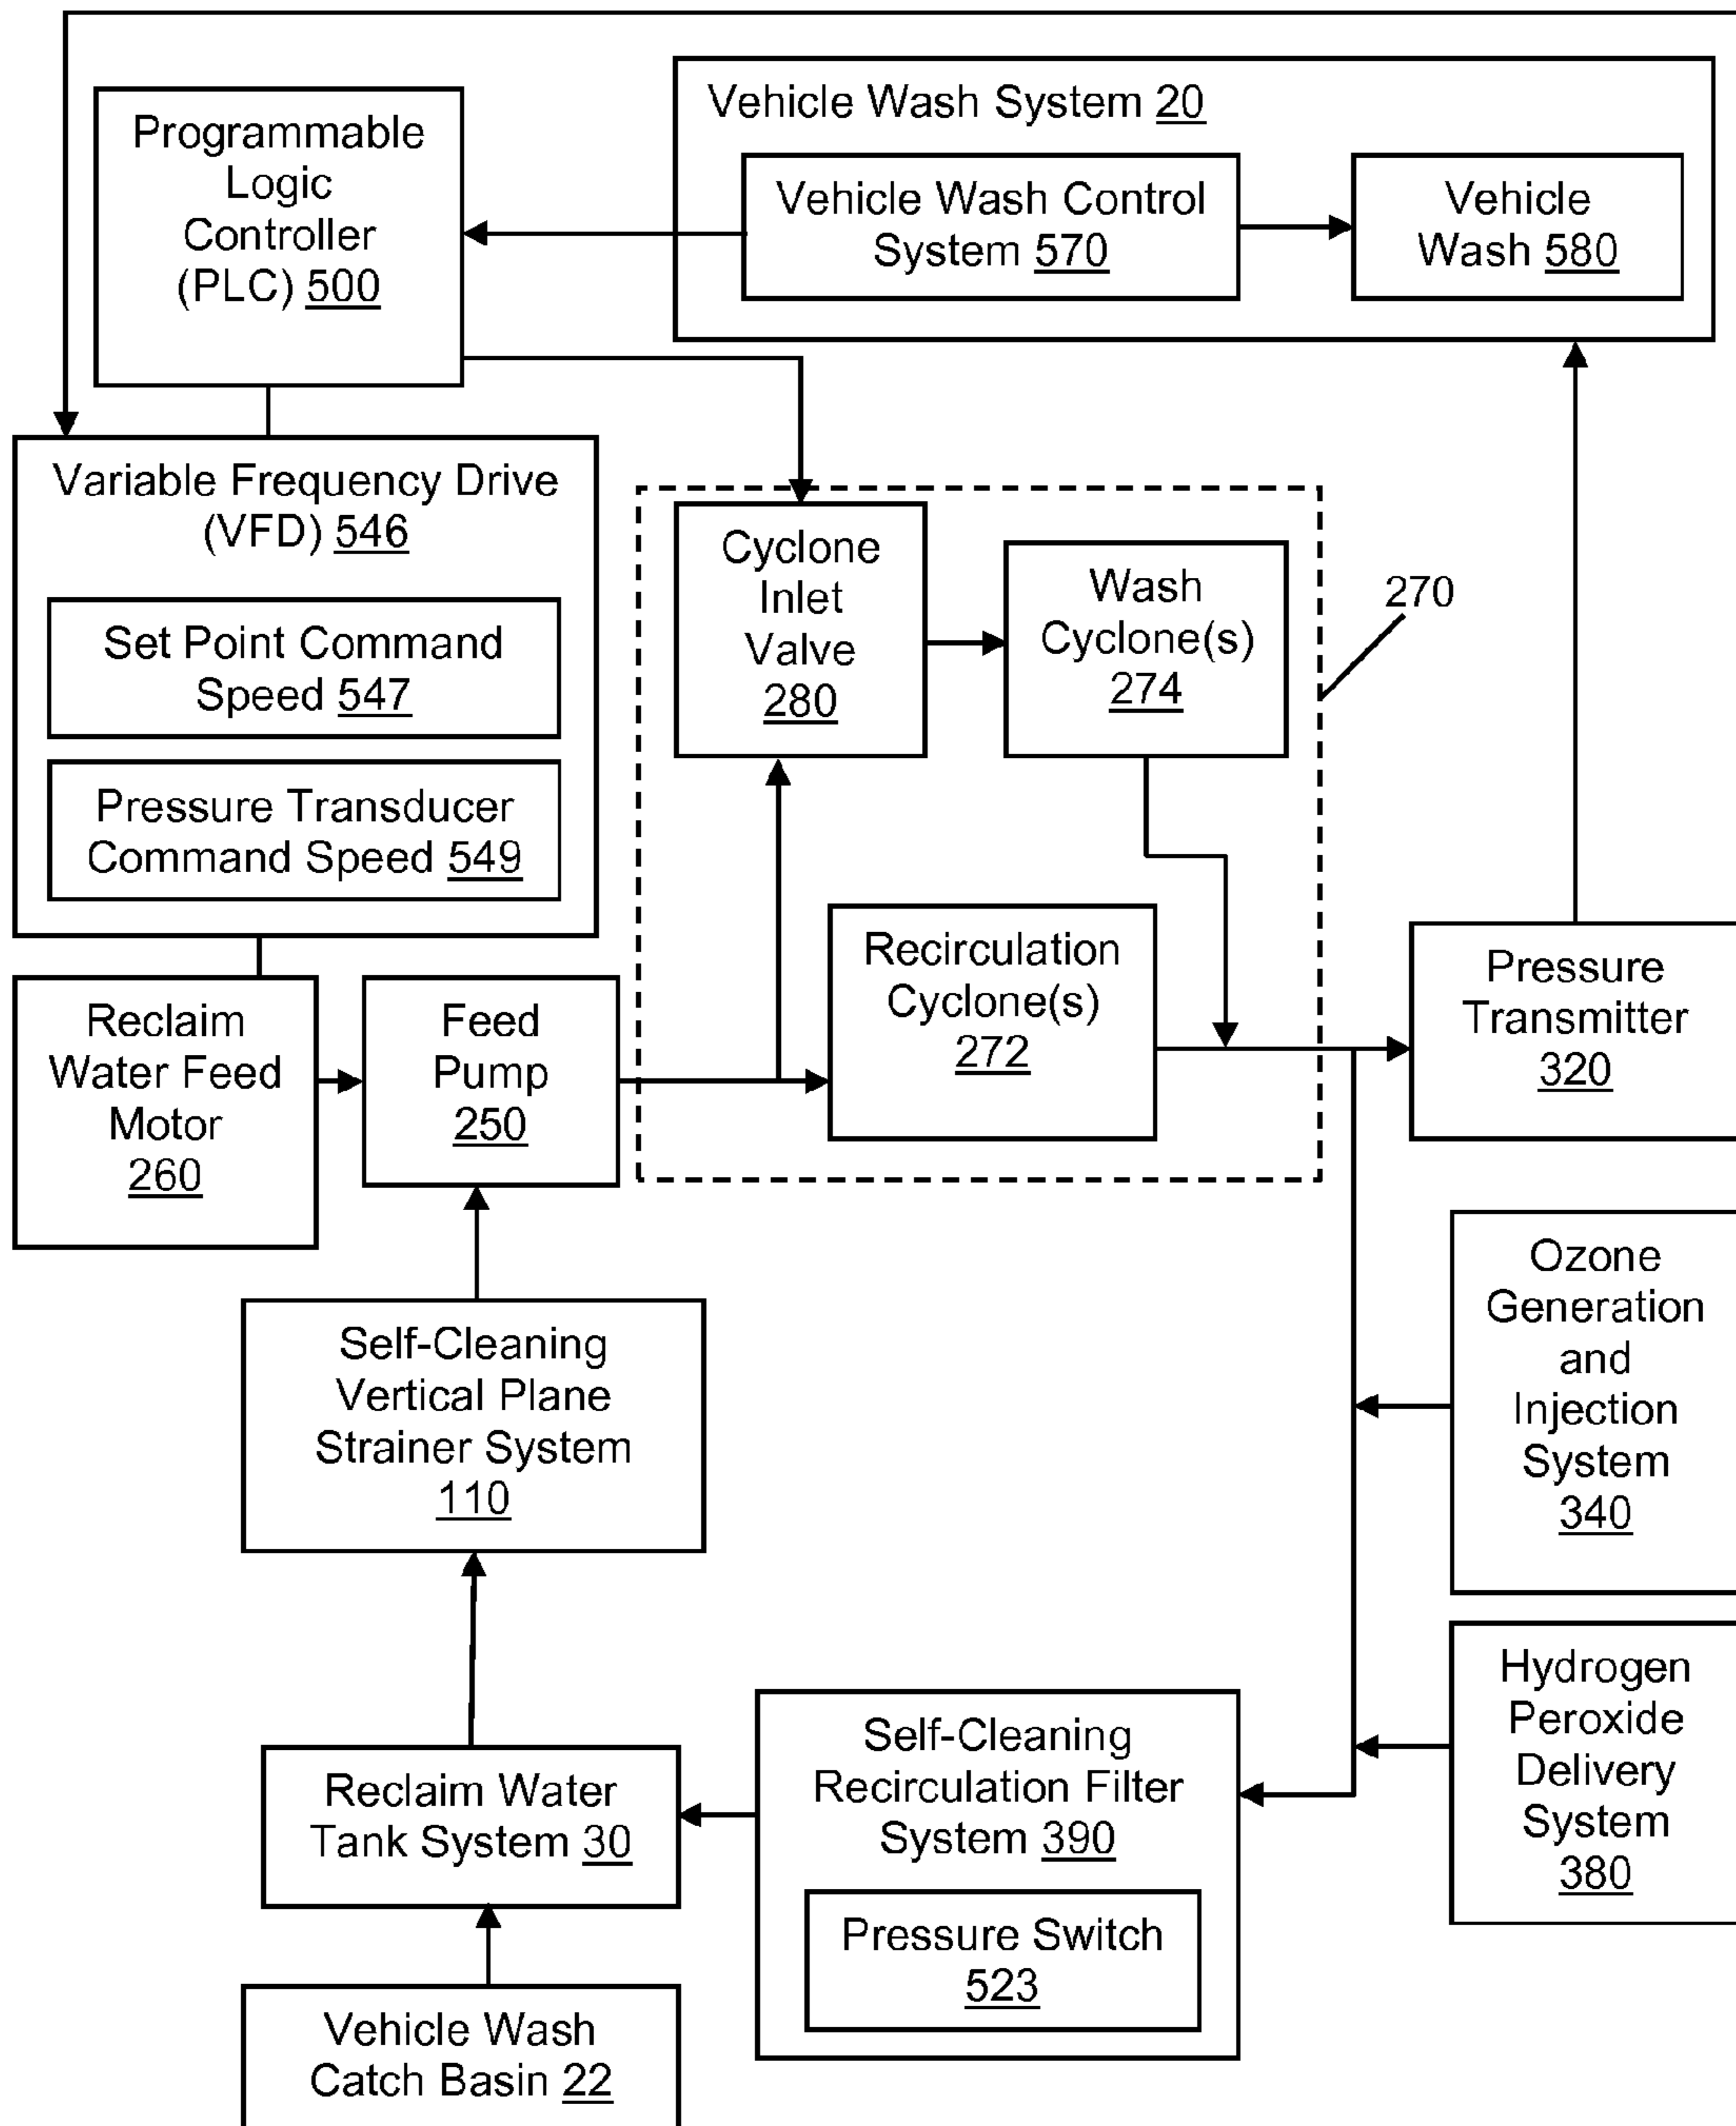 Programmable
Logic
Controller
(PLC) 500
Vehicle Wash System 20
Vehicle Wash Control
System 570
Vehicle
Wash 580
Variable Frequency Drive
(VFD) 546
Set Point Command
Speed 547
Pressure Transducer
Command Speed 549
Cyclone
Inlet
Valve
280
Wash
Cyclone(s)
274
270
Recirculation
Cyclone(s)
272
Pressure
Transmitter
320
Reclaim
Water Feed
Motor
260
Feed
Pump
250
Ozone
Generation
and
Injection
System
340
Self-Cleaning
Vertical Plane
Strainer System
110
Hydrogen
Peroxide
Delivery
System
380
Self-Cleaning
Recirculation Filter
System 390
Pressure Switch
523
Reclaim Water
Tank System 30
Vehicle Wash
Catch Basin 22